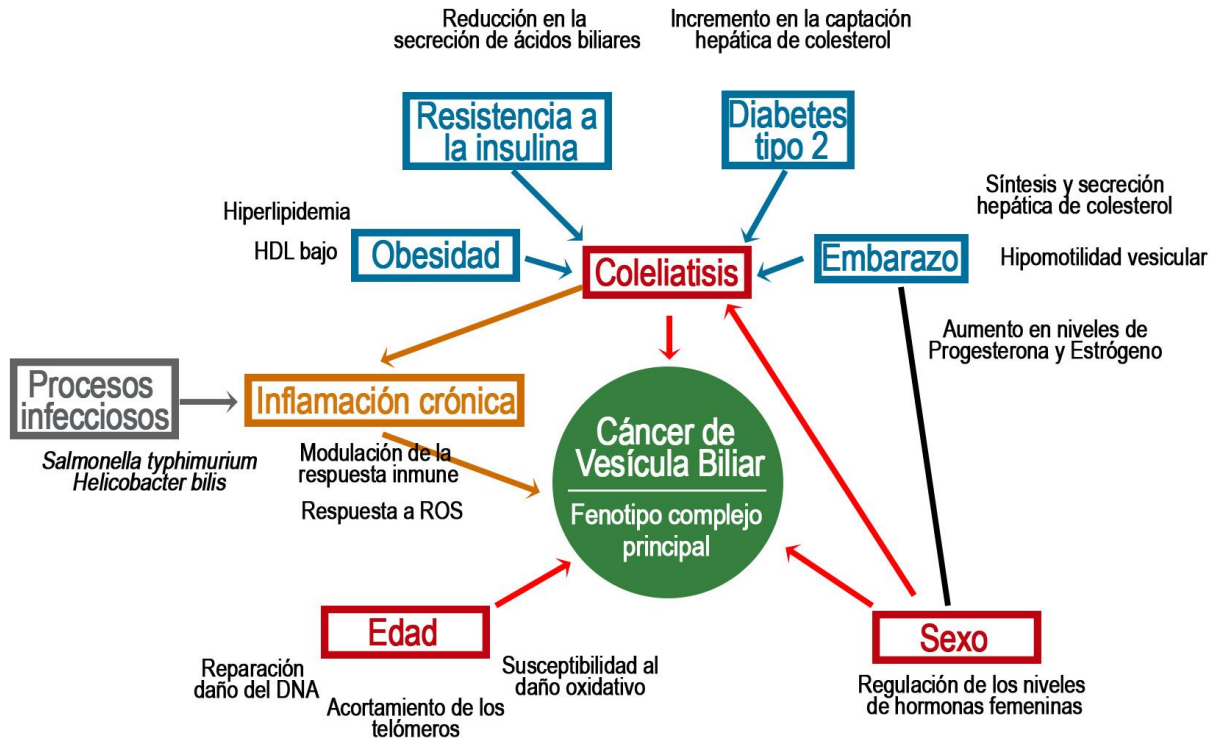 Reducción en la
secreción de ácidos biliares
Incremento en la captación
hepática de colesterol
Resistencia a
la insulina
Diabetes
tipo 2
Síntesis y secreción
hepática de colesterol
Hiperlipidemia
HDL bajo
Obesidad
Coleliatisis
Embarazo
Hipomotilidad vesicular
Aumento en niveles de
Progesterona y Estrógeno
Procesos
infecciosos
Inflamación crónica
Salmonella typhimurium
Helicobacter bilis
Modulación de la
respuesta inmune
Respuesta a ROS
Cáncer de
Vesícula Biliar
Fenotipo complejo
principal
Edad
Sexo
Reparación
daño del DNA
Susceptibilidad al
daño oxidativo
Acortamiento de los
telómeros
Regulación de los niveles
de hormonas femeninas